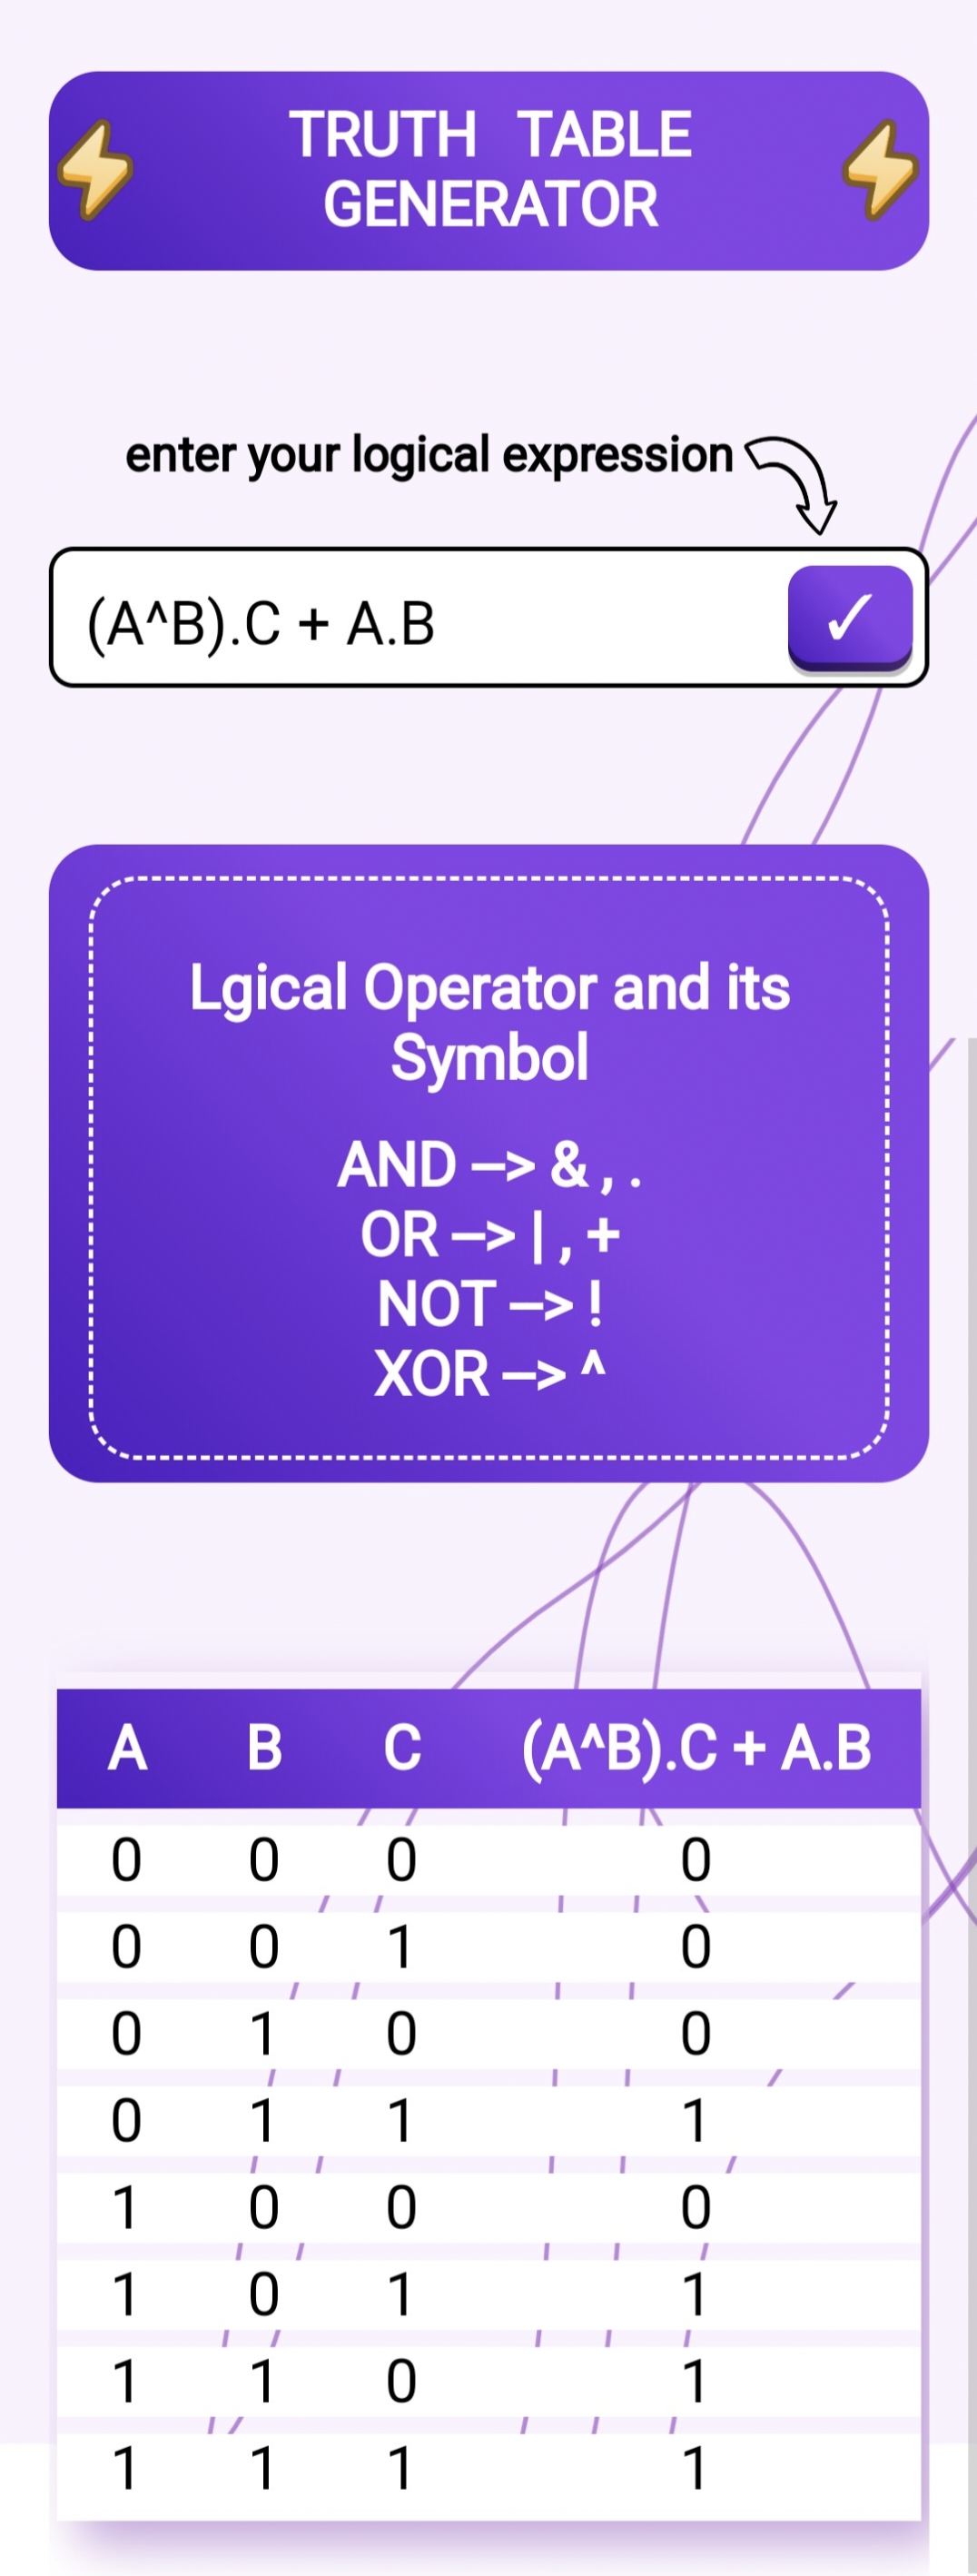 TRUTH TABLE
GENERATOR
enter your logical expression
(A^B).C + A.B
✓
Lgical Operator and its
Symbol
AND —> & , .
OR —> | , +
NOT —> !
XOR —> ^
A B C (A^B).C + A.B
0 0 0 0
0 0 1 0
0 1 0 0
0 1 1 1
1 0 0 0
1 0 1 1
1 1 0 1
1 1 1 1